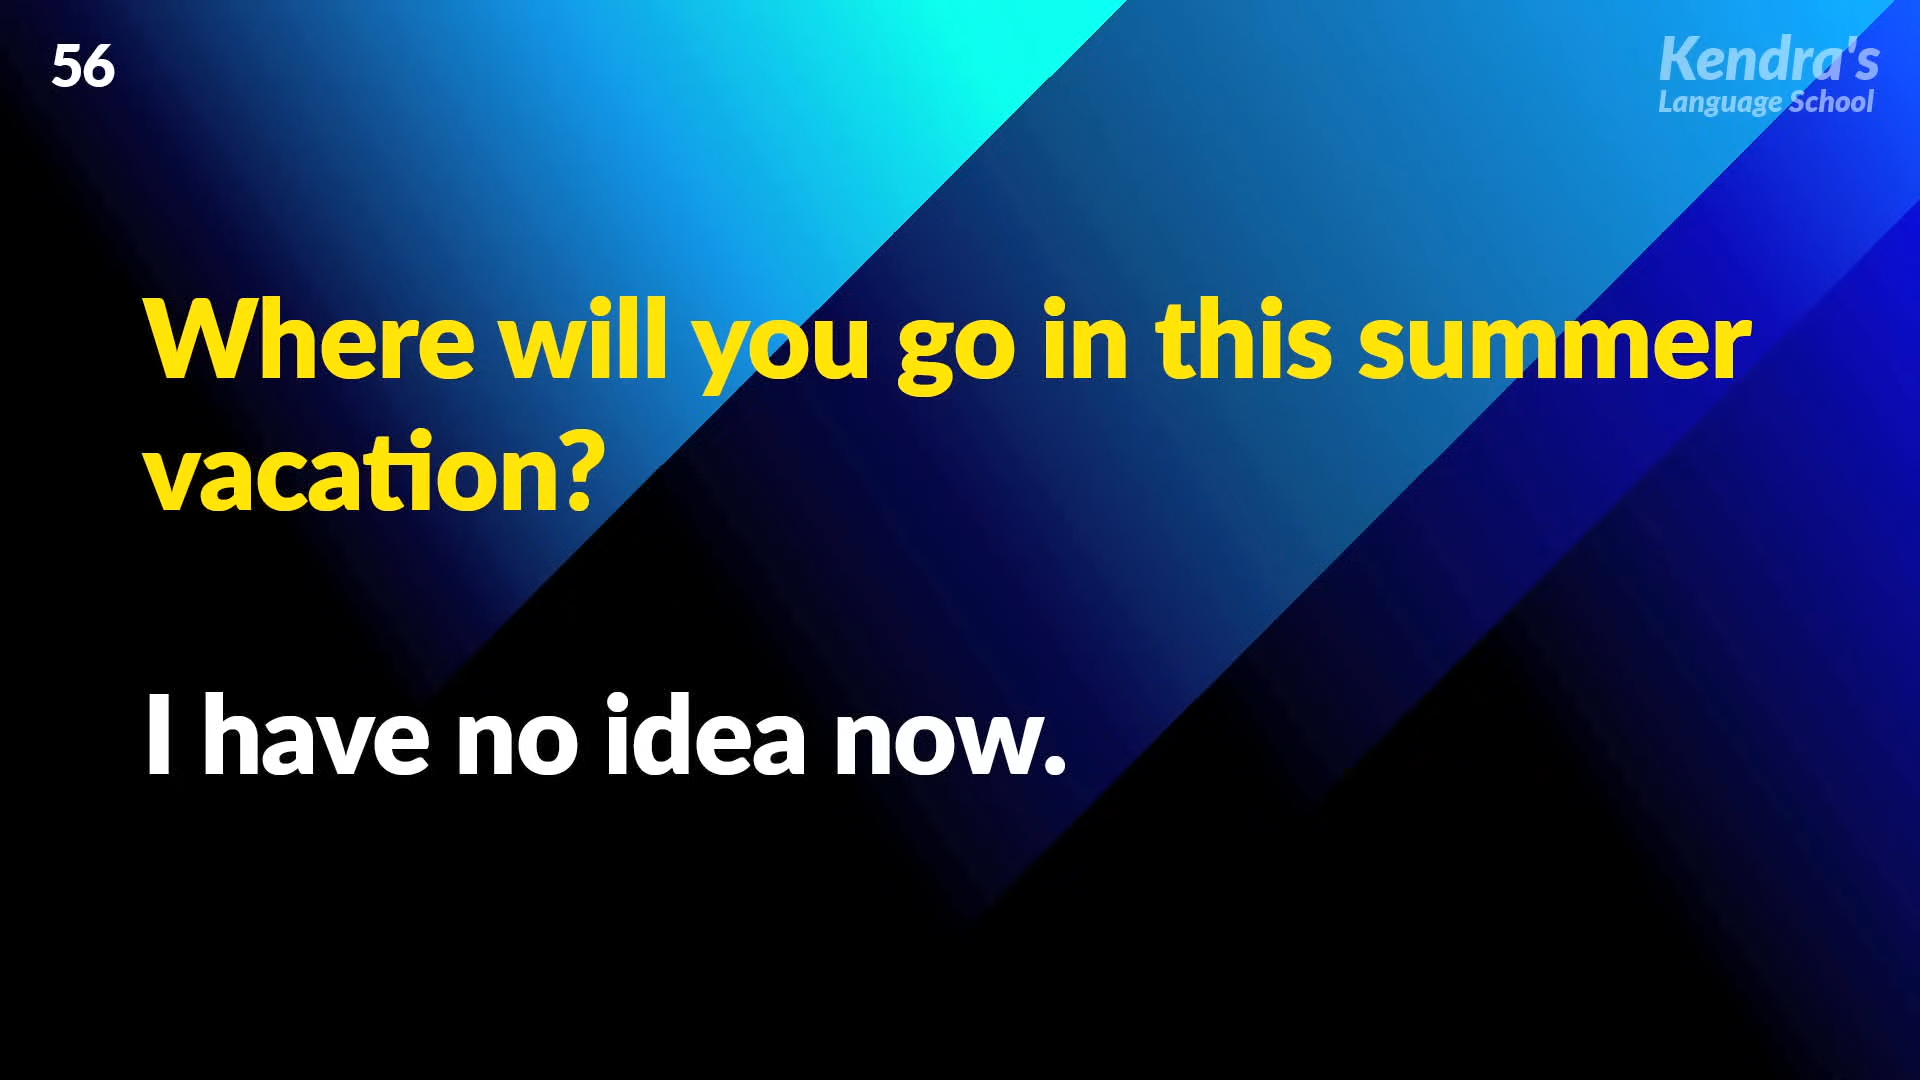 56
Kendra's
Language School
Where will you go in this summer
vacation?
I have no idea now.